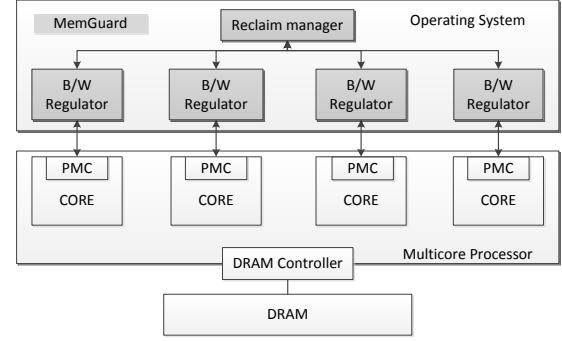 MemGuard
Reclaim manager
Operating System
B/W
Regulator
B/W
Regulator
B/W
Regulator
B/W
Regulator
PMC
CORE
PMC
CORE
PMC
CORE
PMC
CORE
DRAM Controller
Multicore Processor
DRAM